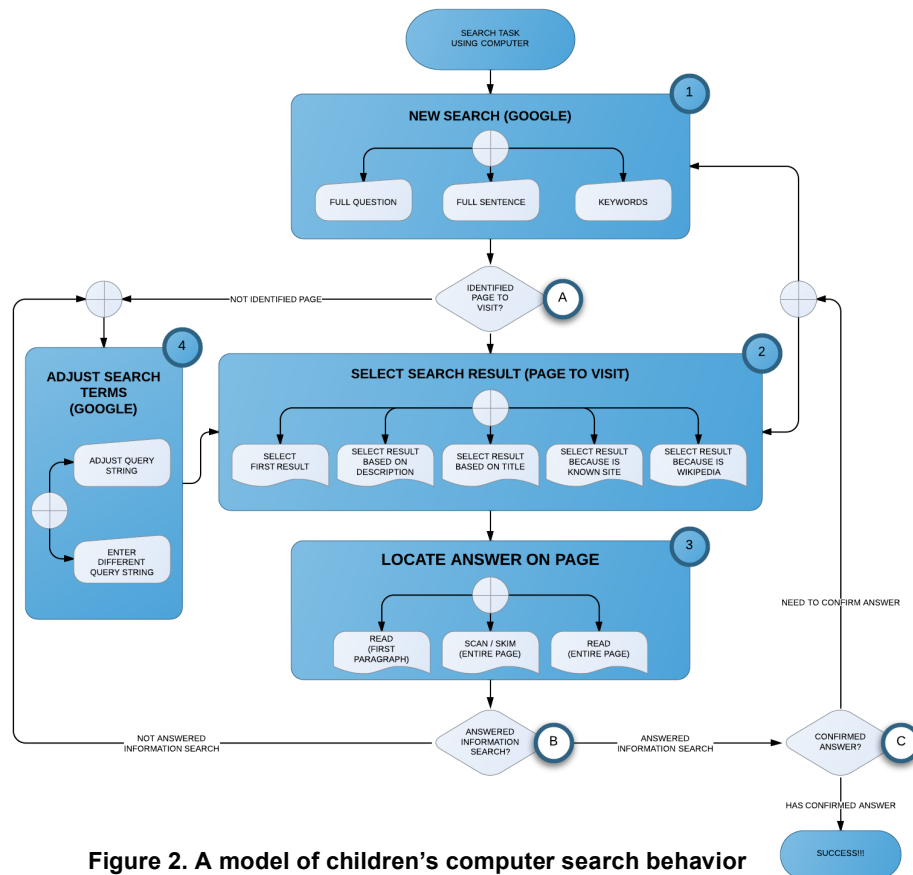 SEARCH TASK
USING COMPUTER
1
NEW SEARCH (GOOGLE)
FULL QUESTION
FULL SENTENCE
KEYWORDS
IDENTIFIED
PAGE TO
VISIT?
A
NOT IDENTIFIED PAGE
4
ADJUST SEARCH
TERMS
(GOOGLE)
ADJUST QUERY
STRING
ENTER
DIFFERENT
QUERY STRING
2
SELECT SEARCH RESULT (PAGE TO VISIT)
SELECT
FIRST RESULT
SELECT RESULT
BASED ON
DESCRIPTION
SELECT RESULT
BASED ON TITLE
SELECT RESULT
BECAUSE IS
KNOWN SITE
SELECT RESULT
BECAUSE IS
WIKIPEDIA
3
LOCATE ANSWER ON PAGE
READ
(FIRST
PARAGRAPH)
SCAN / SKIM
(ENTIRE PAGE)
READ
(ENTIRE PAGE)
NEED TO CONFIRM ANSWER
NOT ANSWERED
INFORMATION SEARCH
ANSWERED
INFORMATION
SEARCH?
B
ANSWERED
INFORMATION SEARCH
CONFIRMED
ANSWER?
C
HAS CONFIRMED ANSWER
SUCCESS!!!
Figure 2. A model of children's computer search behavior